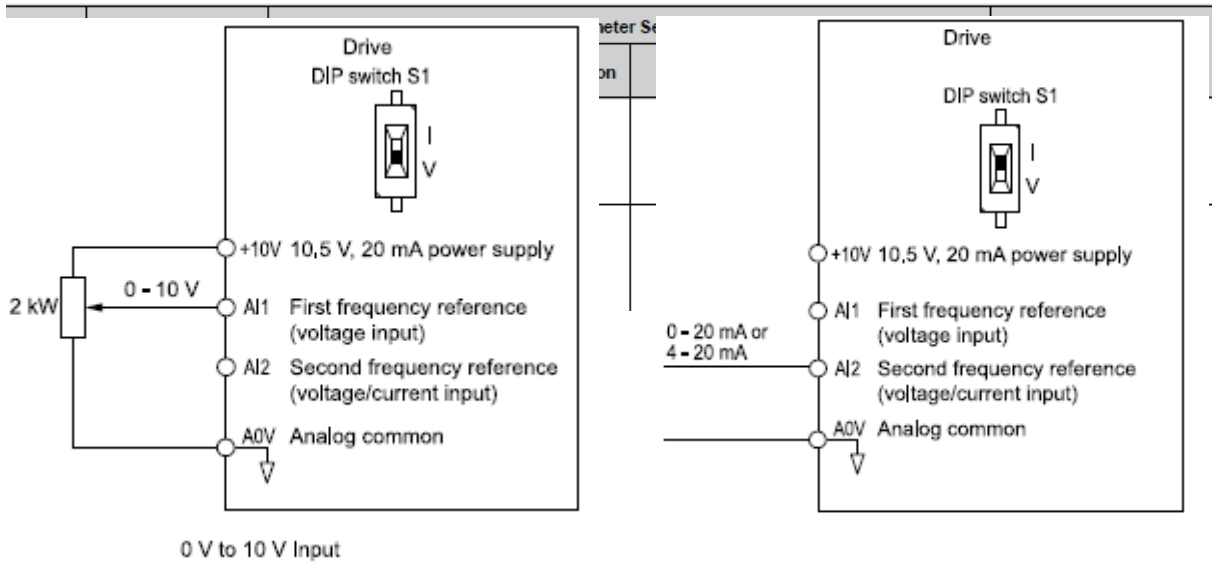 Drive
DIP switch S1
I
V
+10V 10,5 V, 20 mA power supply
2 kW
0 - 10 V
AI1 First frequency reference
(voltage input)
AI2 Second frequency reference
(voltage/current input)
A0V Analog common
0 V to 10 V Input
on
Drive
DIP switch S1
I
V
+10V 10,5 V, 20 mA power supply
AI1 First frequency reference
(voltage input)
0 - 20 mA or
4 - 20 mA
AI2 Second frequency reference
(voltage/current input)
A0V Analog common